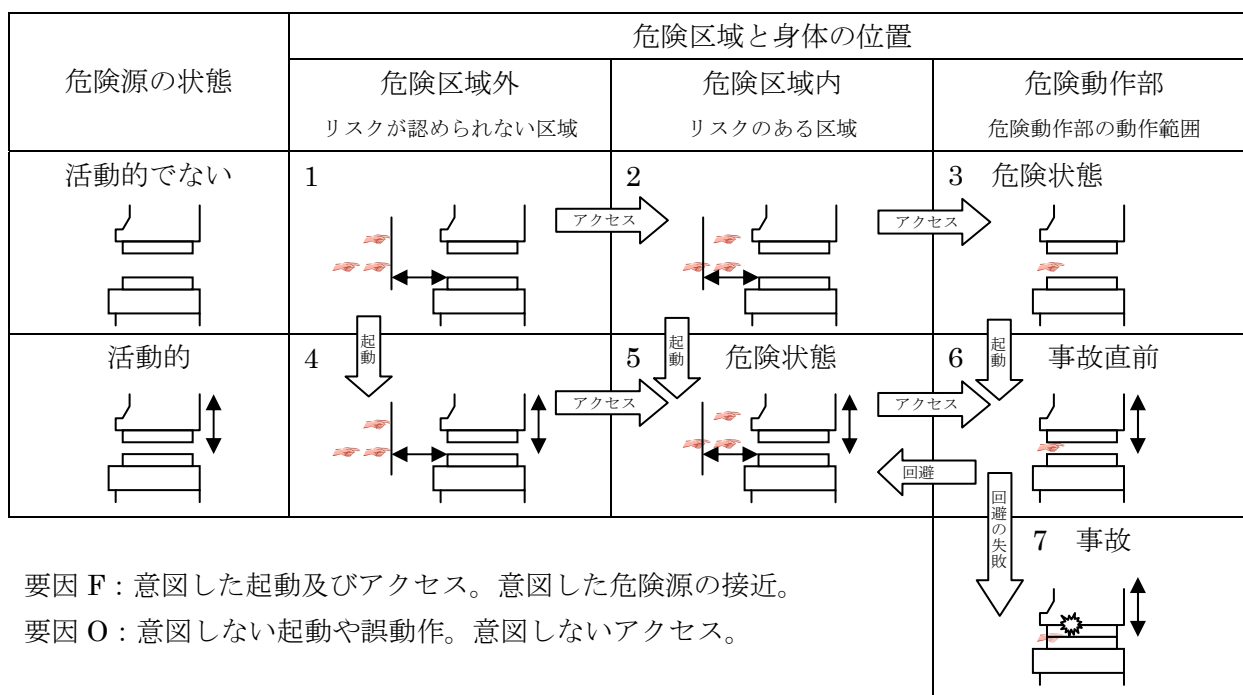 危険源の状態
危険区域と身体の位置
危険区域外
リスクが認められない区域
危険区域内
リスクのある区域
危険動作部
危険動作部の動作範囲
活動的でない
1
アクセス
2
アクセス
3 危険状態
起動
起動
起動
活動的
4
アクセス
5 危険状態
アクセス
6 事故直前
回避
回避の失敗
7 事故
要因 F：意図した起動及びアクセス。意図した危険源の接近。
要因 O：意図しない起動や誤動作。意図しないアクセス。